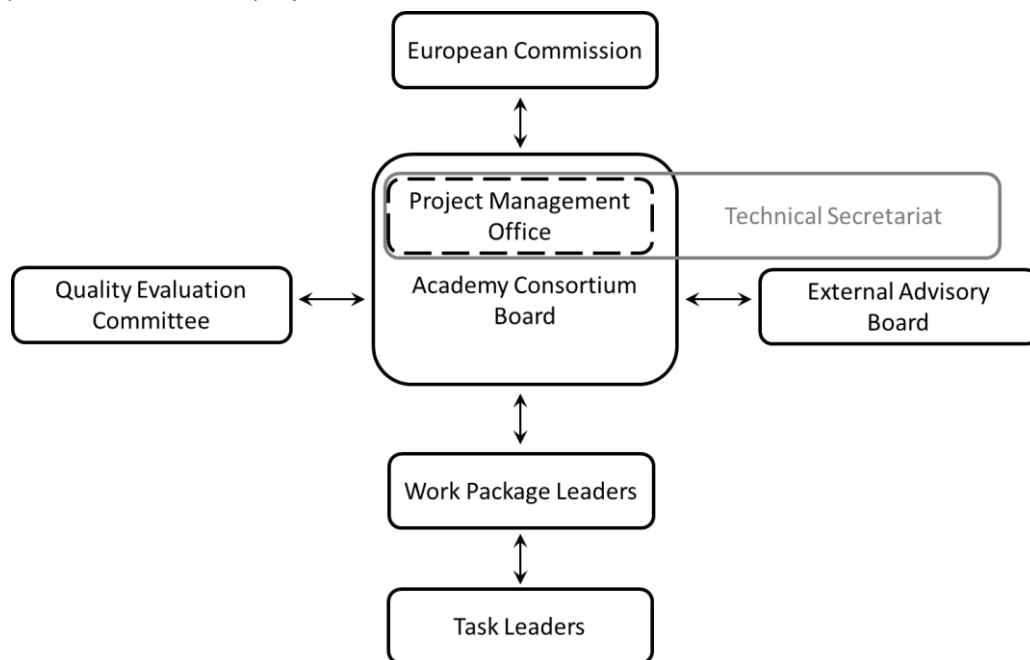 European Commission
Project Management
Office
Technical Secretariat
Academy Consortium
Board
Quality Evaluation
Committee
External Advisory
Board
Work Package Leaders
Task Leaders